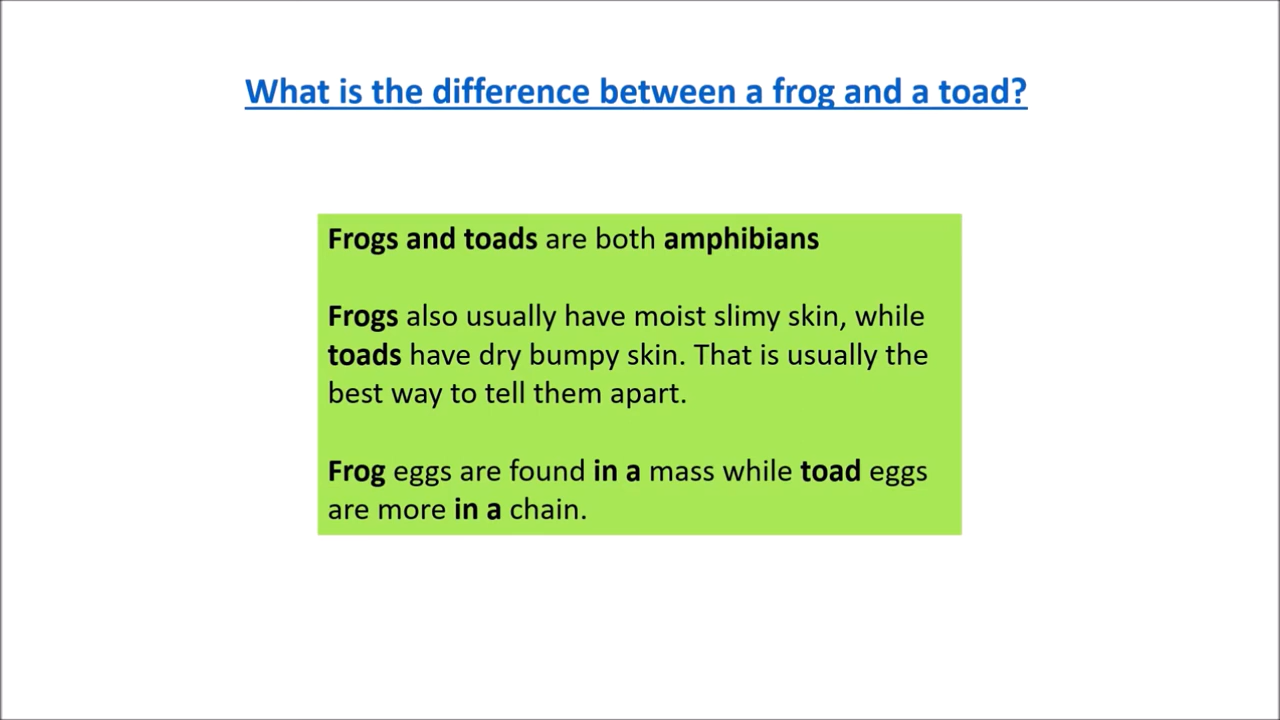 What is the difference between a frog and a toad?
Frogs and toads are both amphibians
Frogs also usually have moist slimy skin, while
toads have dry bumpy skin. That is usually the
best way to tell them apart.
Frog eggs are found in a mass while toad eggs
are more in a chain.